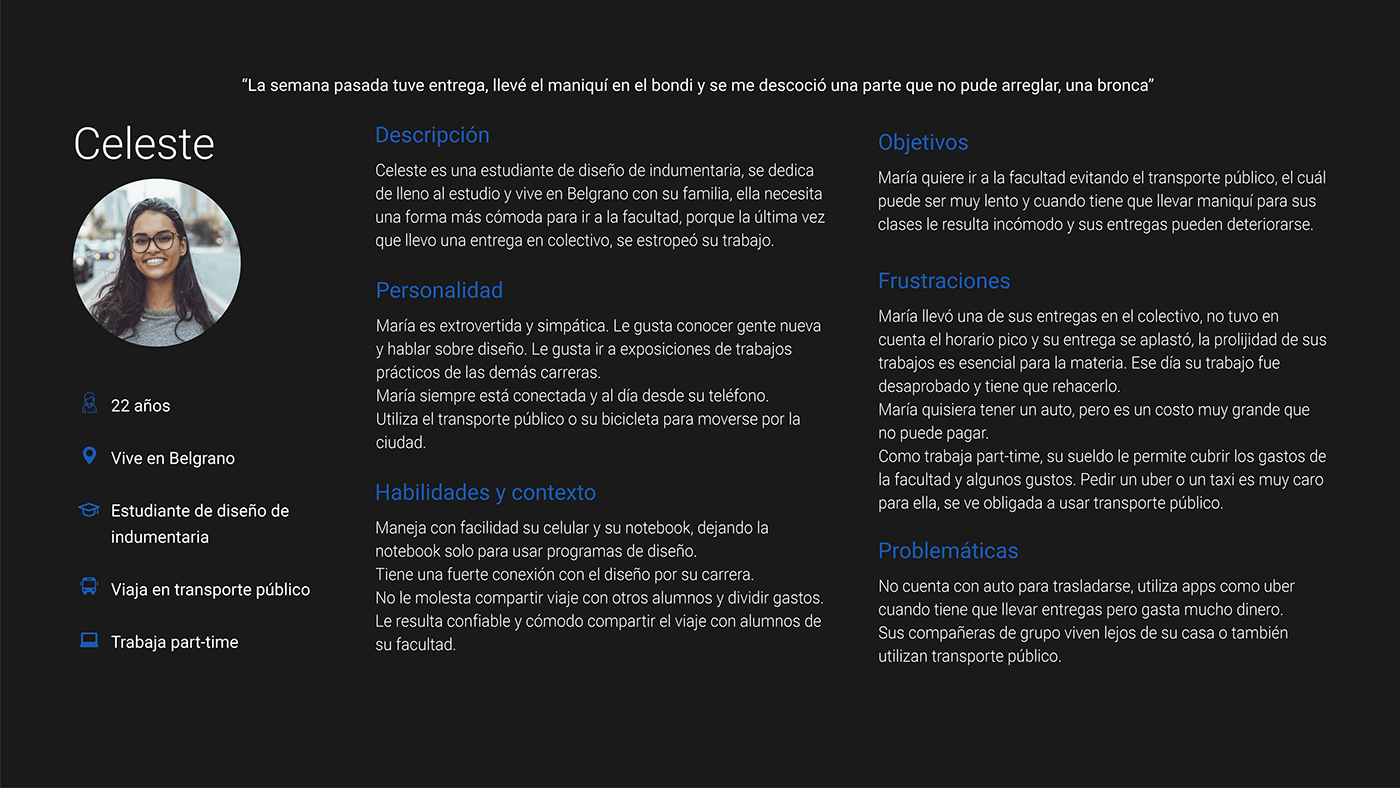 “La semana pasada tuve entrega, llevé el maniquí en el bondi y se me descoció una parte que no pude arreglar, una bronca”
Celeste
22 años
Vive en Belgrano
Estudiante de diseño de
indumentaria
Viaja en transporte público
Trabaja part-time
Descripción
Celeste es una estudiante de diseño de indumentaria, se dedica
de lleno al estudio y vive en Belgrano con su familia, ella necesita
una forma más cómoda para ir a la facultad, porque la última vez
que llevo una entrega en colectivo, se estropeó su trabajo.
Personalidad
María es extrovertida y simpática. Le gusta conocer gente nueva
y hablar sobre diseño. Le gusta ir a exposiciones de trabajos
prácticos de las demás carreras.
María siempre está conectada y al día desde su teléfono.
Utiliza el transporte público o su bicicleta para moverse por la
ciudad.
Habilidades y contexto
Maneja con facilidad su celular y su notebook, dejando la
notebook solo para usar programas de diseño.
Tiene una fuerte conexión con el diseño por su carrera.
No le molesta compartir viaje con otros alumnos y dividir gastos.
Le resulta confiable y cómodo compartir el viaje con alumnos de
su facultad.
Objetivos
María quiere ir a la facultad evitando el transporte público, el cuál
puede ser muy lento y cuando tiene que llevar maniquí para sus
clases le resulta incómodo y sus entregas pueden deteriorarse.
Frustraciones
María llevó una de sus entregas en el colectivo, no tuvo en
cuenta el horario pico y su entrega se aplastó, la prolijidad de sus
trabajos es esencial para la materia. Ese día su trabajo fue
desaprobado y tiene que rehacerlo.
María quisiera tener un auto, pero es un costo muy grande que
no puede pagar.
Como trabaja part-time, su sueldo le permite cubrir los gastos de
la facultad y algunos gustos. Pedir un uber o un taxi es muy caro
para ella, se ve obligada a usar transporte público.
Problemáticas
No cuenta con auto para trasladarse, utiliza apps como uber
cuando tiene que llevar entregas pero gasta mucho dinero.
Sus compañeras de grupo viven lejos de su casa o también
utilizan transporte público.